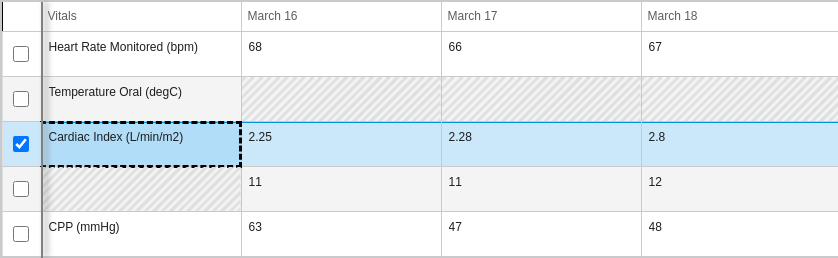 Vitals March 16 March 17 March 18
Heart Rate Monitored (bpm) 68 66 67
Temperature Oral (degC)
Cardiac Index (L/min/m2) 2.25 2.28 2.8
11 11 12
CPP (mmHg) 63 47 48